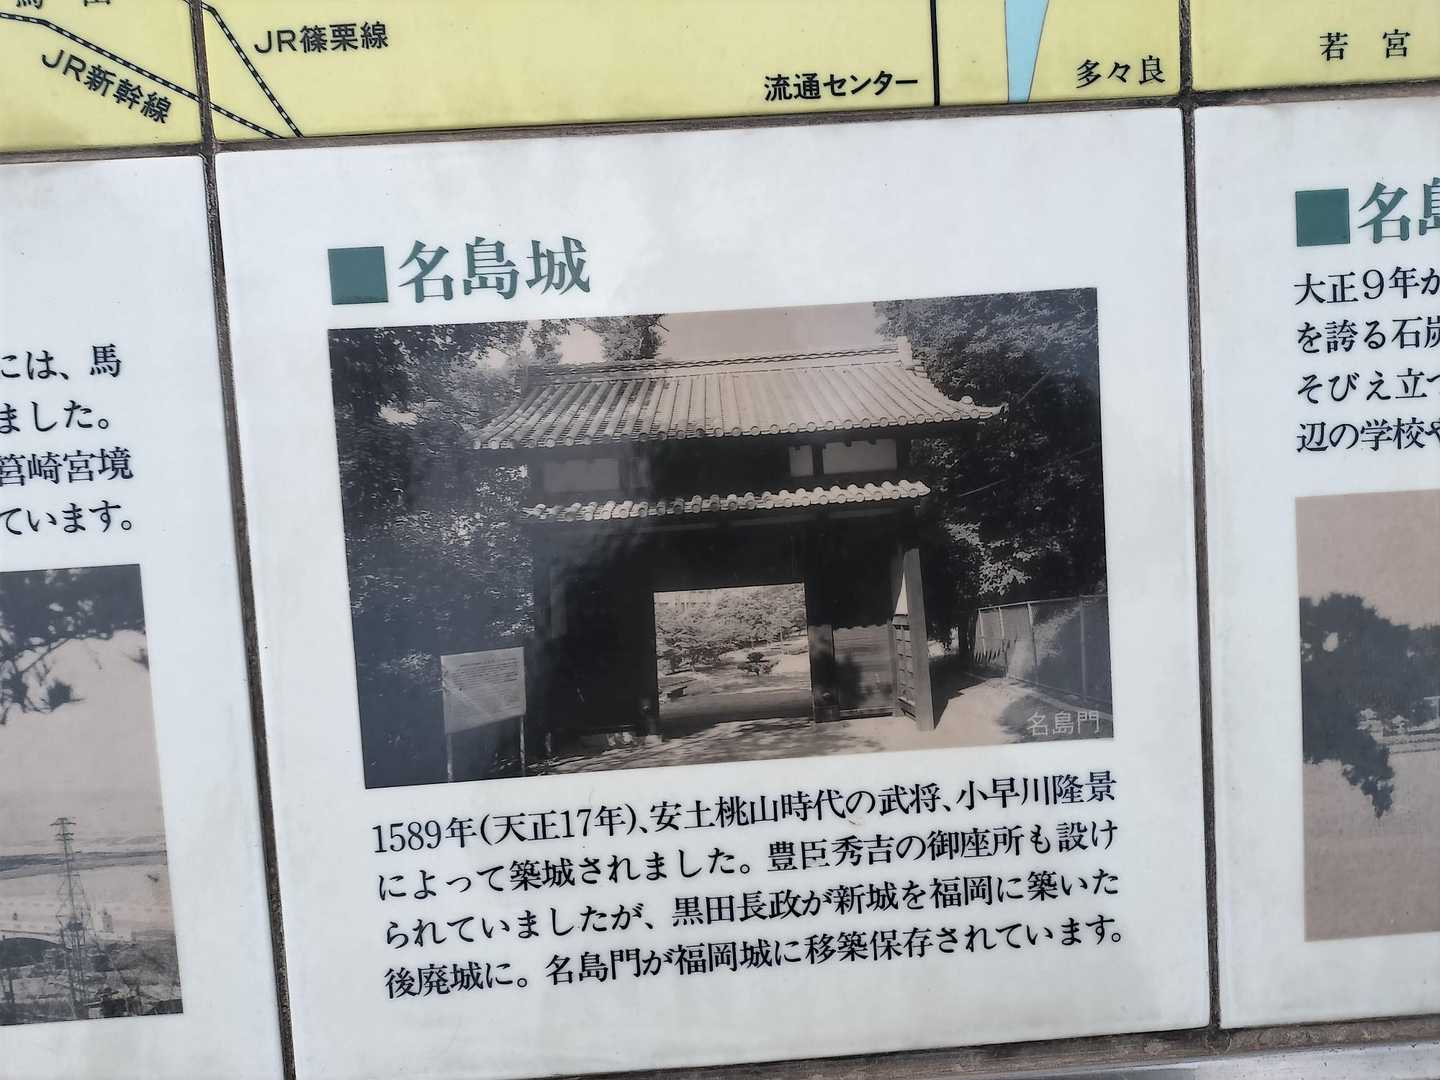 JR篠栗線
JR新幹線
流通センター
多々良
若宮
には、馬
ました。
筥崎宮境
ています。
■名島城
名島門
1589年(天正17年)、安土桃山時代の武将、小早川隆景
によって築城されました。豊臣秀吉の御座所も設け
られていましたが、黒田長政が新城を福岡に築いた
後廃城に。名島門が福岡城に移築保存されています。
■名島
大正9年か
を誇る石炭
そびえ立つ
辺の学校や